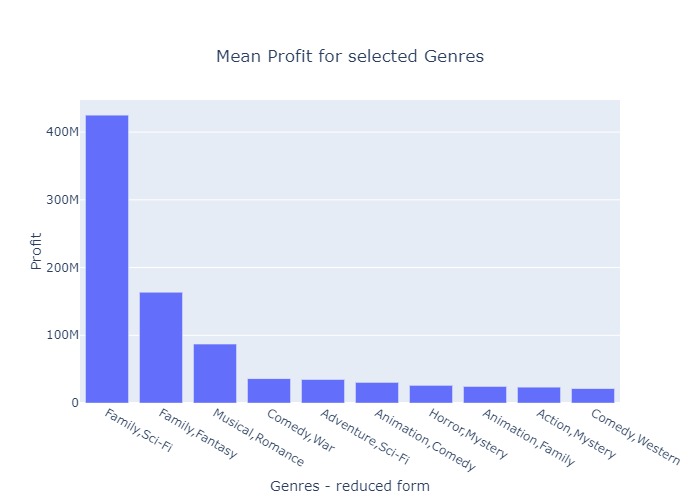 Mean Profit for selected Genres
400M
300M
200M
100M
0
Profit
Family,Sci-Fi
Family,Fantasy
Musical,Romance
Comedy,War
Adventure,Sci-Fi
Animation,Comedy
Horror,Mystery
Animation,Family
Action,Mystery
Comedy,Western
Genres - reduced form